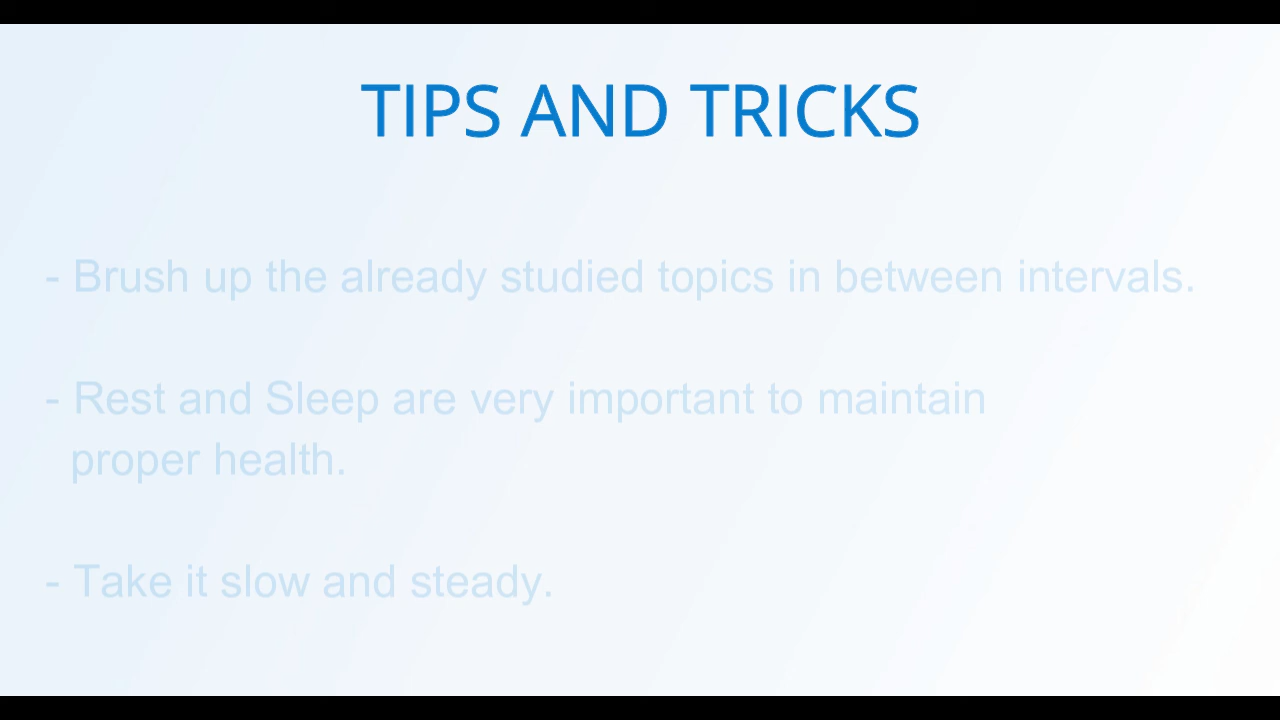 TIPS AND TRICKS
- Brush up the already studied topics in between intervals.
- Rest and Sleep are very important to maintain
proper health.
- Take it slow and steady.